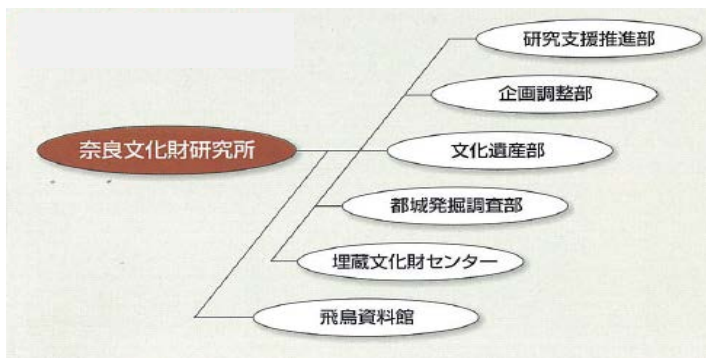 研究支援推進部
企画調整部
奈良文化財研究所
文化遺産部
都城発掘調査部
埋蔵文化財センター
飛鳥資料館